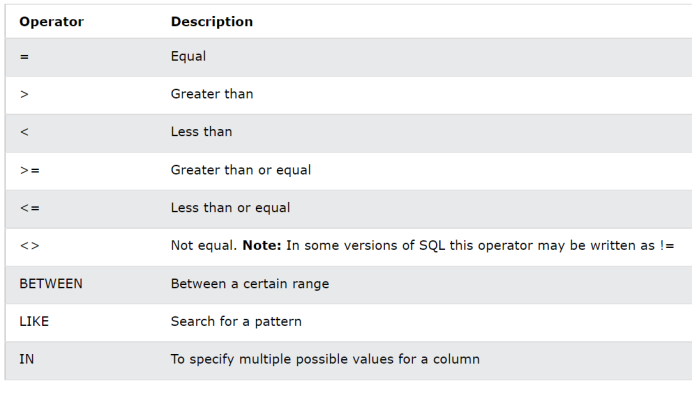 Operator Description
= Equal
> Greater than
< Less than
>= Greater than or equal
<= Less than or equal
<> Not equal. Note: In some versions of SQL this operator may be written as !=
BETWEEN Between a certain range
LIKE Search for a pattern
IN To specify multiple possible values for a column